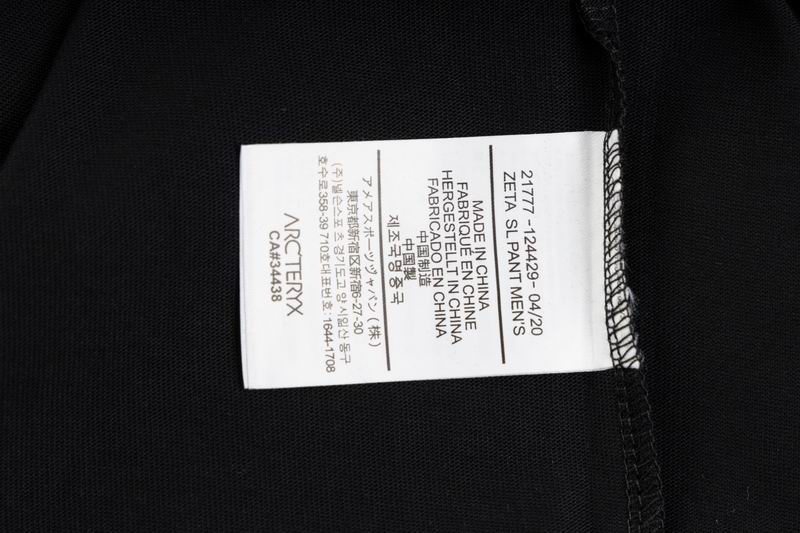 21777 -124429- 04/20
ZETA SL PANT MEN'S
MADE IN CHINA
FABRIQUÉ EN CHINE
HERGESTELLT IN CHINA
FABRICADO EN CHINA
中国制造
中国製
제조국명중국
アメアスポーツジャパン(株)
東京都新宿区新宿6-27-30
(주)넬슨스포츠경기도고양시일산동구
호수로358-39 710호대표번호:1644-1708
ARC'TERYX
CA#34438